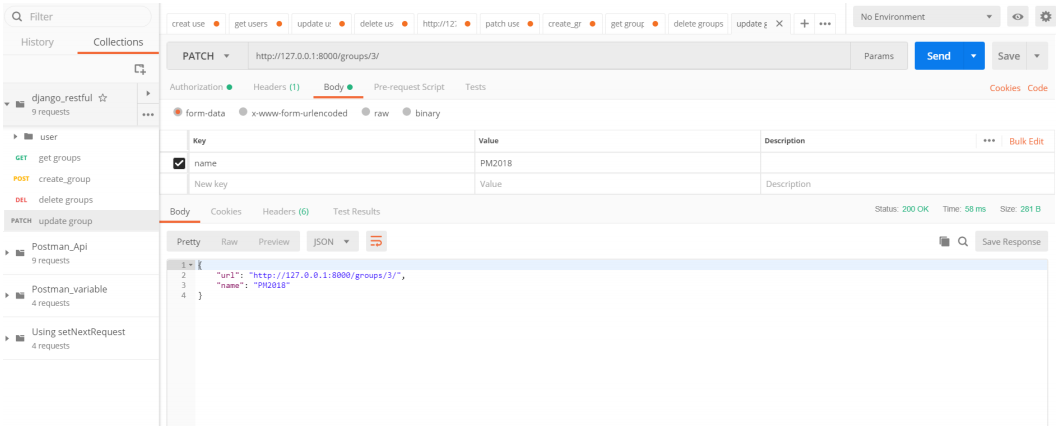 Filter
History Collections
django_restful
9 requests
user
GET get groups
POST create_group
DEL delete groups
PATCH update group
Postman_Api
9 requests
Postman_variable
4 requests
Using setNextRequest
4 requests
creat use get users update u delete us http://12 patch use create_gr get group delete groups update g No Environment
PATCH http://127.0.0.1:8000/groups/3/ Params Send Save
Authorization Headers (1) Body Pre-request Script Tests Cookies Code
form-data x-www-form-urlencoded raw binary
Key Value Description Bulk Edit
name PM2018
New key Value Description
Body Cookies Headers (6) Test Results Status: 200 OK Time: 58 ms Size: 281 B
Pretty Raw Preview JSON Save Response
1 {
2 "url": "http://127.0.0.1:8000/groups/3/",
3 "name": "PM2018"
4 }